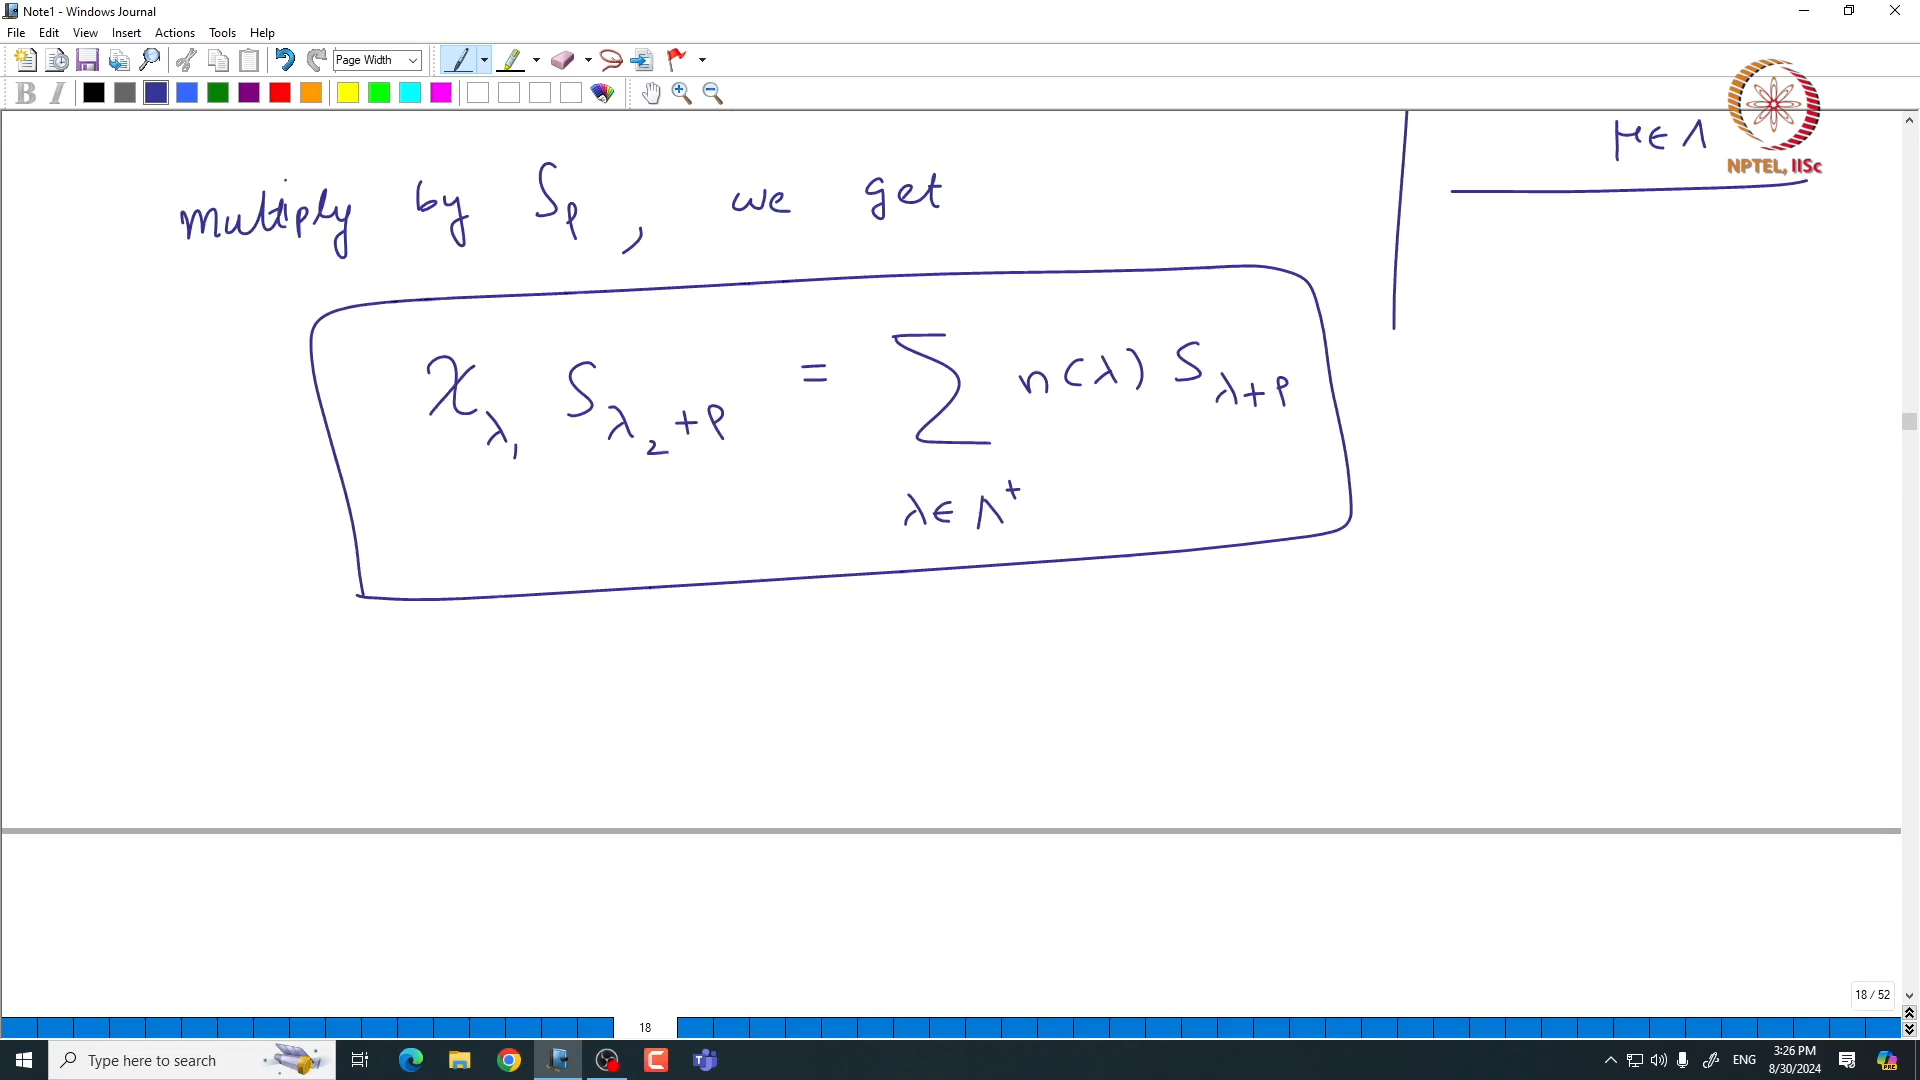 Note1 - Windows Journal
File Edit View Insert Actions Tools Help
Page Width
B I
μ ∈ Λ
NPTEL, IISc
multiply by S_ρ , we get
χ_{λ_1} S_{λ_2+ρ} = ∑_{λ∈Λ^+} n(λ) S_{λ+ρ}
18 / 52
18
Type here to search
ENG
3:26 PM
8/30/2024